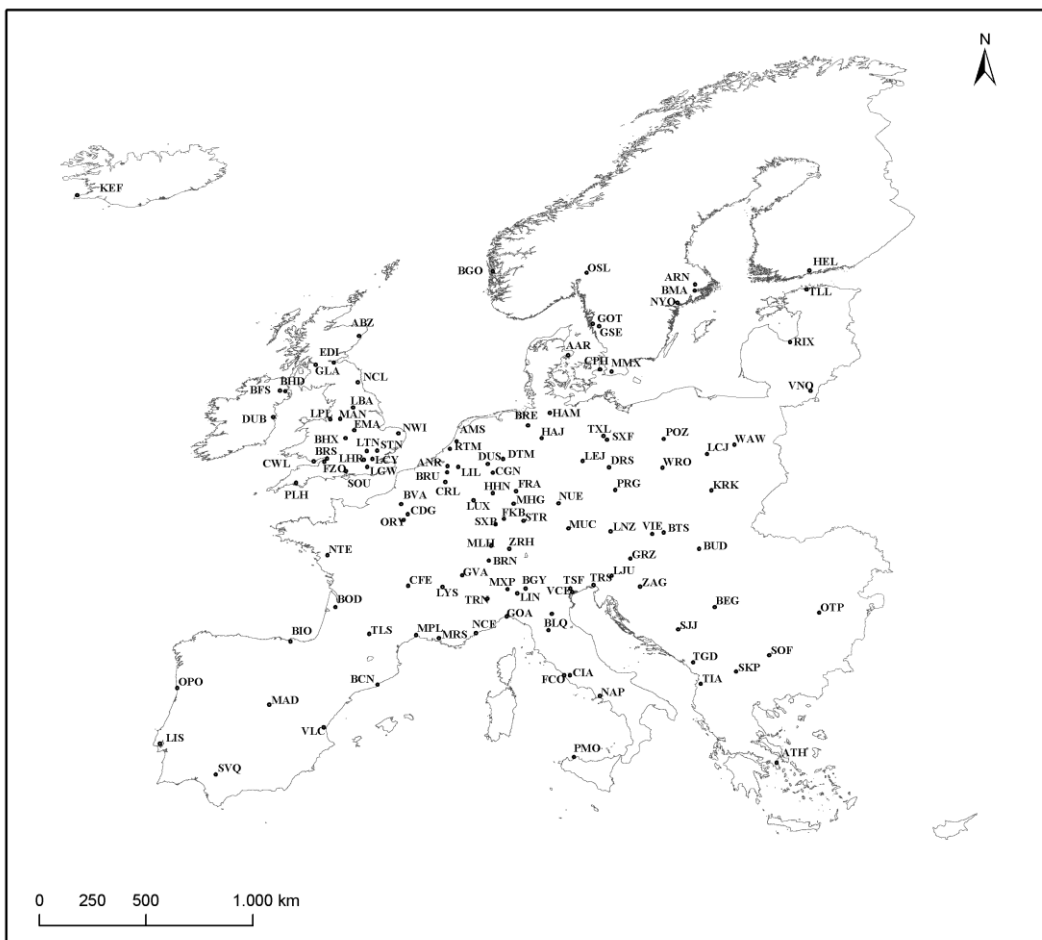 N
KEF
BGO
OSL
HEL
ARN
BMA
NYO
TLL
GOT
GSE
ABZ
RIX
AAR
EDI
GLA
CPH
MMX
NCL
BFS
BHD
VNO
LBA
LPL
MAN
DUB
EMA
NWI
BRE
HAM
AMS
HAJ
TXL
SXF
POZ
BHX
LTN
STN
RTM
WAW
CWL
BRS
LHR
LCY
ANR
DUS
DTM
LEJ
LCJ
FZO
LGW
BRU
LIL
CGN
DRS
WRO
SOU
PLH
CRL
HHN
FRA
PRG
KRK
BVA
LUX
MHG
NUE
CDG
ORY
FKB
SXB
STR
MUC
LNZ
VIE
BTS
NTE
MLH
ZRH
BUD
BRN
GRZ
GVA
LJU
CFE
LYS
MXP
BGY
TSF
TRS
ZAG
VCE
LIN
TRN
BOD
GOA
BEG
OTP
BLQ
BIO
TLS
MPL
MRS
NCE
SJJ
SOF
TGD
SKP
BCN
FCO
CIA
TIA
OPO
MAD
NAP
VLC
LIS
PMO
ATH
SVQ
0 250 500 1.000 km